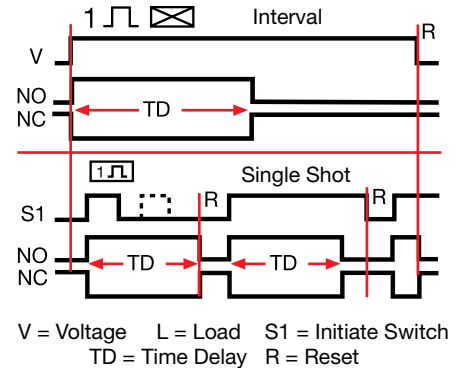 1 Interval
R
V
NO
NC
TD
1 Single Shot
R R
S1
NO
NC
TD TD
V = Voltage L = Load S1 = Initiate Switch
TD = Time Delay R = Reset